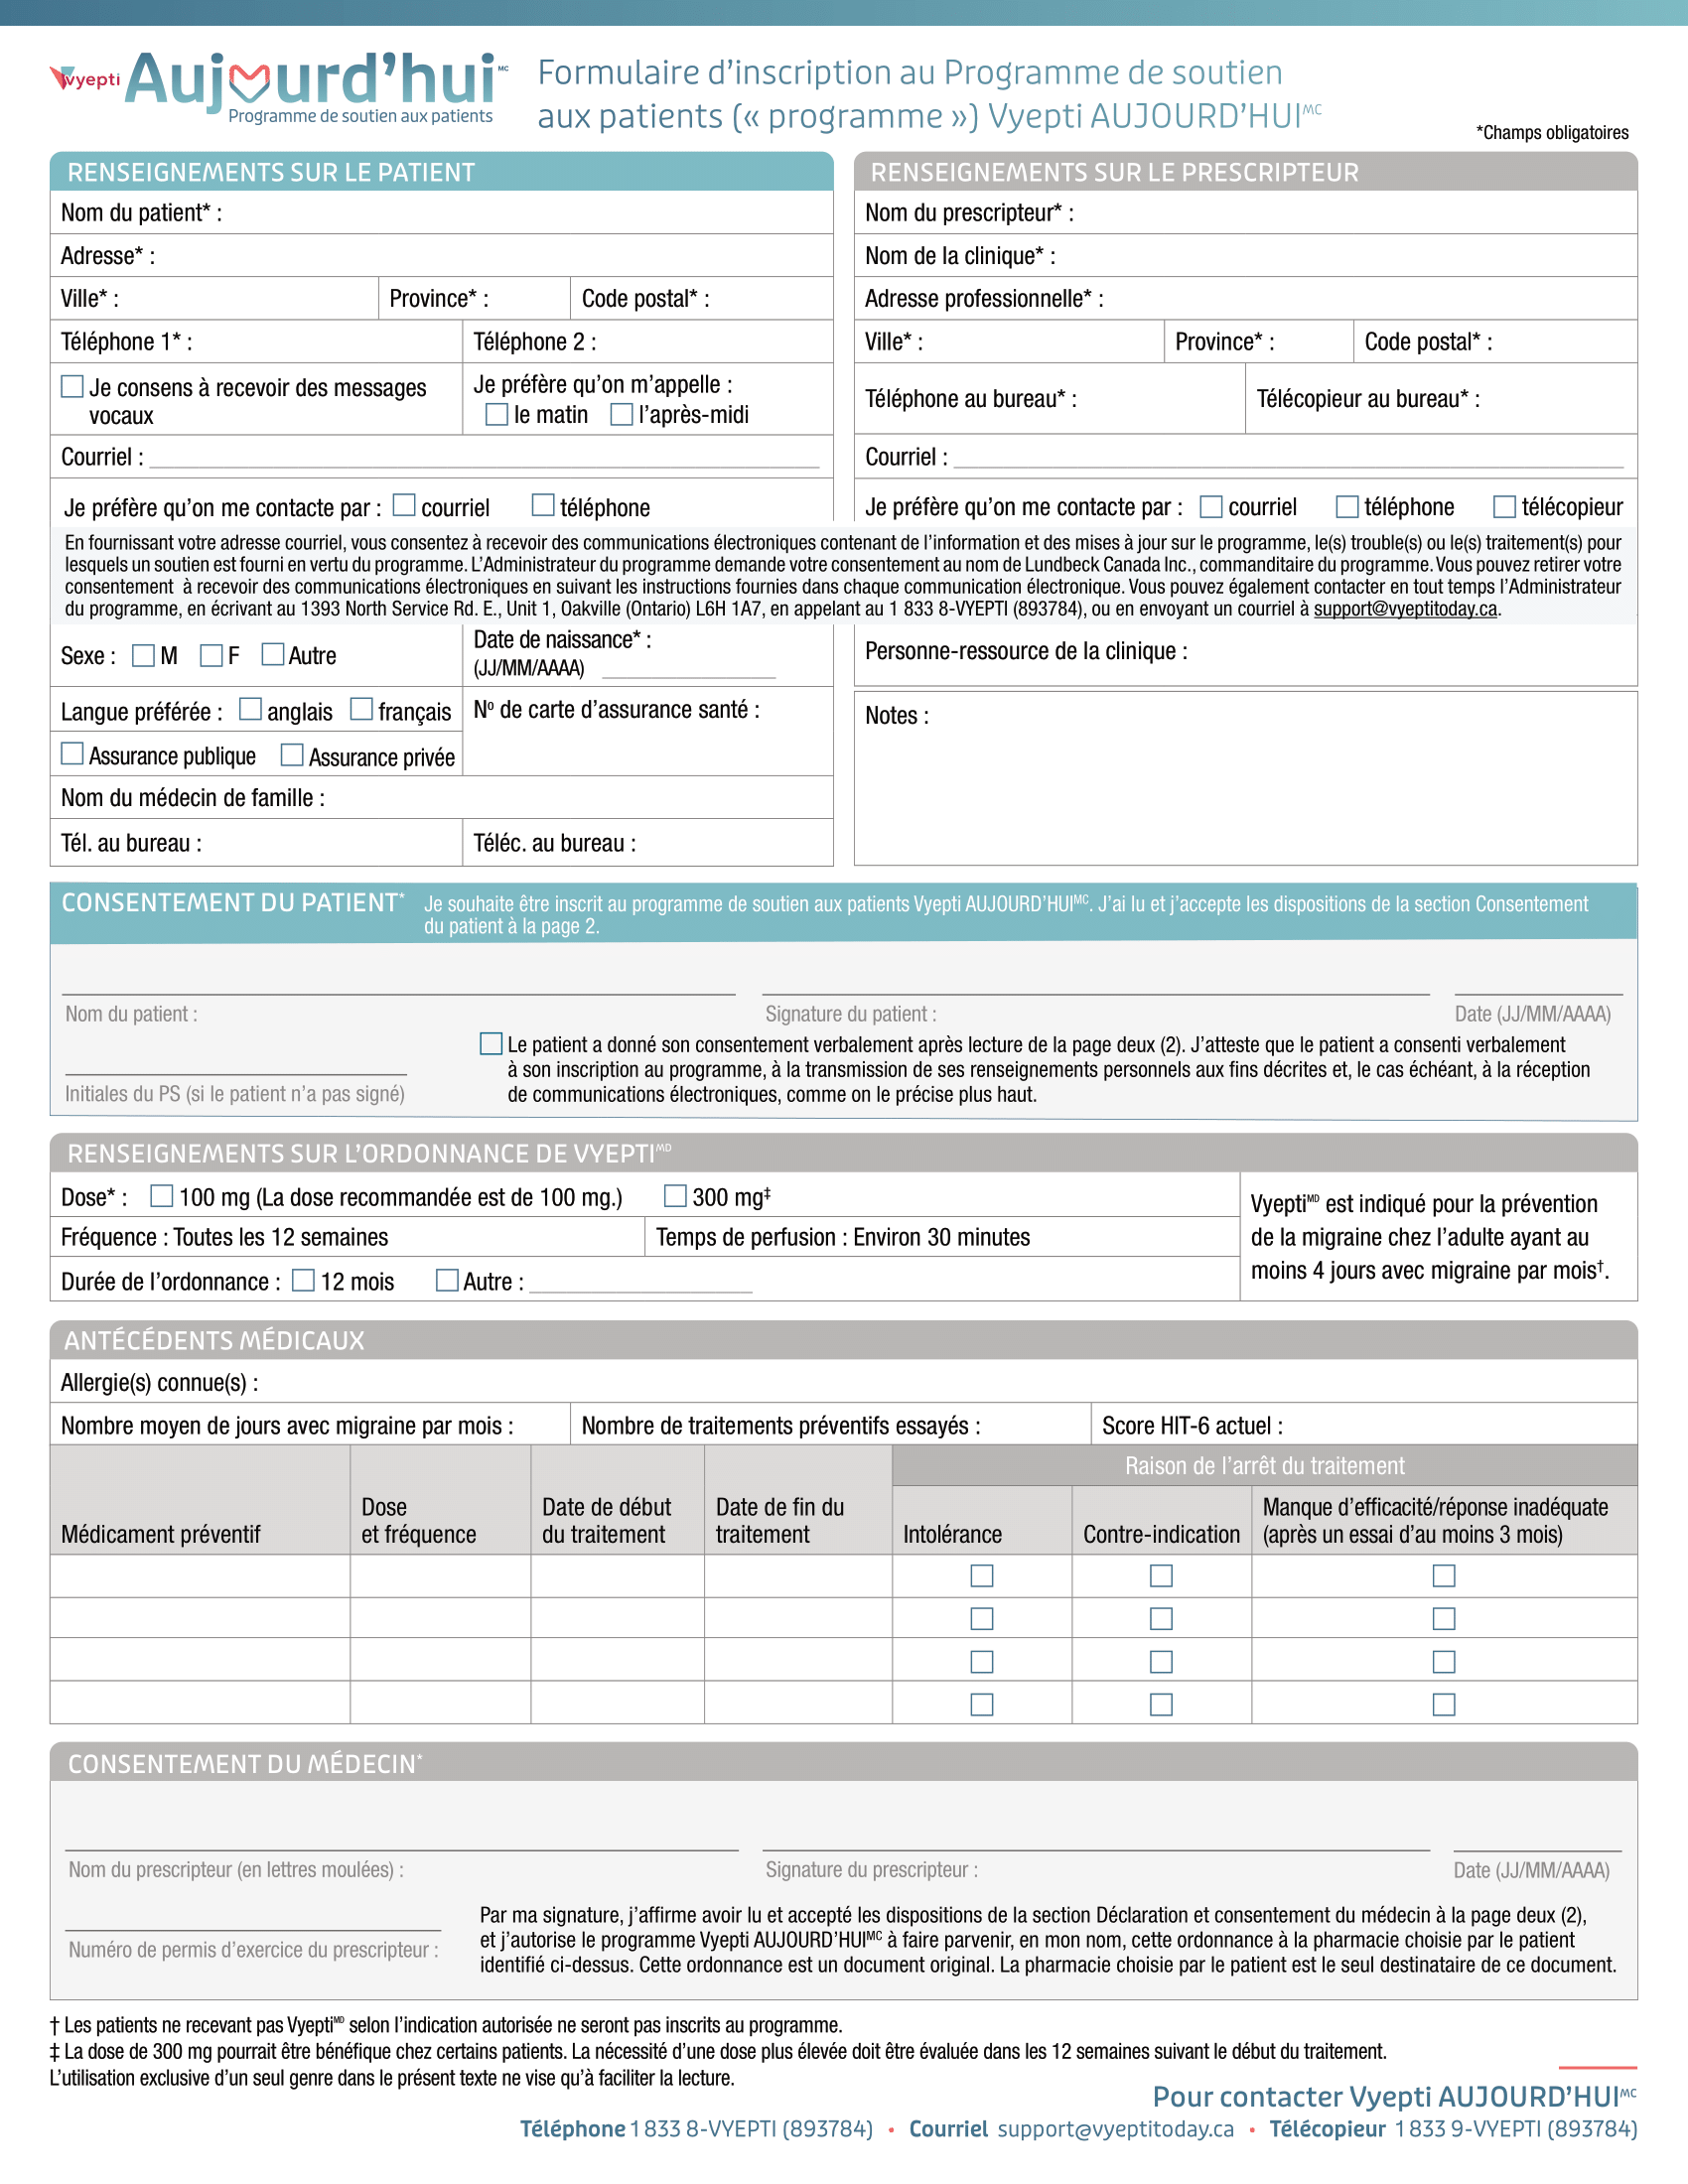 vyepti Aujourd'hui MC
Programme de soutien aux patients
Formulaire d'inscription au Programme de soutien
aux patients (« programme ») Vyepti AUJOURD'HUI MC
*Champs obligatoires
RENSEIGNEMENTS SUR LE PATIENT
Nom du patient* :
Adresse* :
Ville* : Province* : Code postal* :
Téléphone 1* : Téléphone 2 :
Je consens à recevoir des messages
vocaux
Je préfère qu'on m'appelle :
le matin l'après-midi
Courriel :
Je préfère qu'on me contacte par : courriel téléphone
RENSEIGNEMENTS SUR LE PRESCRIPTEUR
Nom du prescripteur* :
Nom de la clinique* :
Adresse professionnelle* :
Ville* : Province* : Code postal* :
Téléphone au bureau* : Télécopieur au bureau* :
Courriel :
Je préfère qu'on me contacte par : courriel téléphone télécopieur
En fournissant votre adresse courriel, vous consentez à recevoir des communications électroniques contenant de l'information et des mises à jour sur le programme, le(s) trouble(s) ou le(s) traitement(s) pour
lesquels un soutien est fourni en vertu du programme. L'Administrateur du programme demande votre consentement au nom de Lundbeck Canada Inc., commanditaire du programme. Vous pouvez retirer votre
consentement à recevoir des communications électroniques en suivant les instructions fournies dans chaque communication électronique. Vous pouvez également contacter en tout temps l'Administrateur
du programme, en écrivant au 1393 North Service Rd. E., Unit 1, Oakville (Ontario) L6H 1A7, en appelant au 1 833 8-VYEPTI (893784), ou en envoyant un courriel à support@vyeptitoday.ca.
Sexe : M F Autre
Date de naissance* :
(JJ/MM/AAAA)
Langue préférée : anglais français
Nº de carte d'assurance santé :
Assurance publique Assurance privée
Nom du médecin de famille :
Tél. au bureau : Téléc. au bureau :
Personne-ressource de la clinique :
Notes :
CONSENTEMENT DU PATIENT*
Je souhaite être inscrit au programme de soutien aux patients Vyepti AUJOURD'HUI MC. J'ai lu et j'accepte les dispositions de la section Consentement
du patient à la page 2.
Nom du patient : Signature du patient : Date (JJ/MM/AAAA)
Initiales du PS (si le patient n'a pas signé)
Le patient a donné son consentement verbalement après lecture de la page deux (2). J'atteste que le patient a consenti verbalement
à son inscription au programme, à la transmission de ses renseignements personnels aux fins décrites et, le cas échéant, à la réception
de communications électroniques, comme on le précise plus haut.
RENSEIGNEMENTS SUR L'ORDONNANCE DE VYEPTI MD
Dose* : 100 mg (La dose recommandée est de 100 mg.) 300 mg‡
Fréquence : Toutes les 12 semaines Temps de perfusion : Environ 30 minutes
Durée de l'ordonnance : 12 mois Autre :
Vyepti MD est indiqué pour la prévention
de la migraine chez l'adulte ayant au
moins 4 jours avec migraine par mois†.
ANTÉCÉDENTS MÉDICAUX
Allergie(s) connue(s) :
Nombre moyen de jours avec migraine par mois : Nombre de traitements préventifs essayés : Score HIT-6 actuel :
Médicament préventif
Dose
et fréquence
Date de début
du traitement
Date de fin du
traitement
Raison de l'arrêt du traitement
Intolérance
Contre-indication
Manque d'efficacité/réponse inadéquate
(après un essai d'au moins 3 mois)
CONSENTEMENT DU MÉDECIN*
Nom du prescripteur (en lettres moulées) : Signature du prescripteur : Date (JJ/MM/AAAA)
Numéro de permis d'exercice du prescripteur :
Par ma signature, j'affirme avoir lu et accepté les dispositions de la section Déclaration et consentement du médecin à la page deux (2),
et j'autorise le programme Vyepti AUJOURD'HUI MC à faire parvenir, en mon nom, cette ordonnance à la pharmacie choisie par le patient
identifié ci-dessus. Cette ordonnance est un document original. La pharmacie choisie par le patient est le seul destinataire de ce document.
† Les patients ne recevant pas Vyepti MD selon l'indication autorisée ne seront pas inscrits au programme.
‡ La dose de 300 mg pourrait être bénéfique chez certains patients. La nécessité d'une dose plus élevée doit être évaluée dans les 12 semaines suivant le début du traitement.
L'utilisation exclusive d'un seul genre dans le présent texte ne vise qu'à faciliter la lecture.
Pour contacter Vyepti AUJOURD'HUI MC
Téléphone 1 833 8-VYEPTI (893784) • Courriel support@vyeptitoday.ca • Télécopieur 1 833 9-VYEPTI (893784)